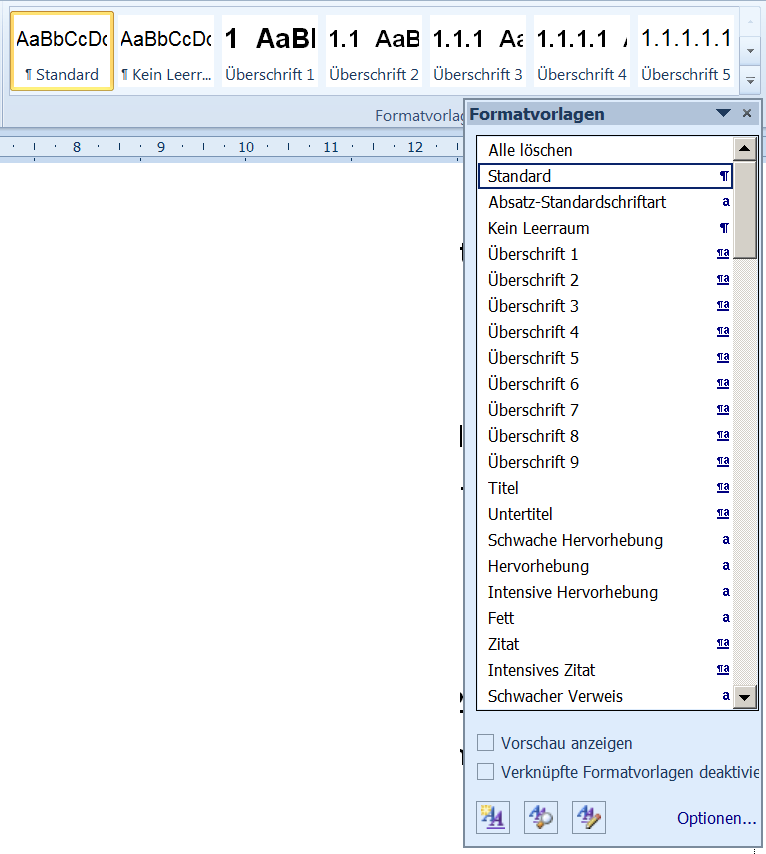 AaBbCcDc AaBbCcDc 1 AaBl 1.1 AaB 1.1.1 Aa 1.1.1.1 1.1.1.1.1
¶ Standard ¶ Kein Leerr... Überschrift 1 Überschrift 2 Überschrift 3 Überschrift 4 Überschrift 5
Formatvorlag
8 9 10 11 12
Formatvorlagen
Alle löschen
Standard ¶
Absatz-Standardschriftart a
Kein Leerraum ¶
Überschrift 1 ¶a
Überschrift 2 ¶a
Überschrift 3 ¶a
Überschrift 4 ¶a
Überschrift 5 ¶a
Überschrift 6 ¶a
Überschrift 7 ¶a
Überschrift 8 ¶a
Überschrift 9 ¶a
Titel ¶a
Untertitel ¶a
Schwache Hervorhebung a
Hervorhebung a
Intensive Hervorhebung a
Fett a
Zitat ¶a
Intensives Zitat ¶a
Schwacher Verweis a
Vorschau anzeigen
Verknüpfte Formatvorlagen deaktivie
Optionen...